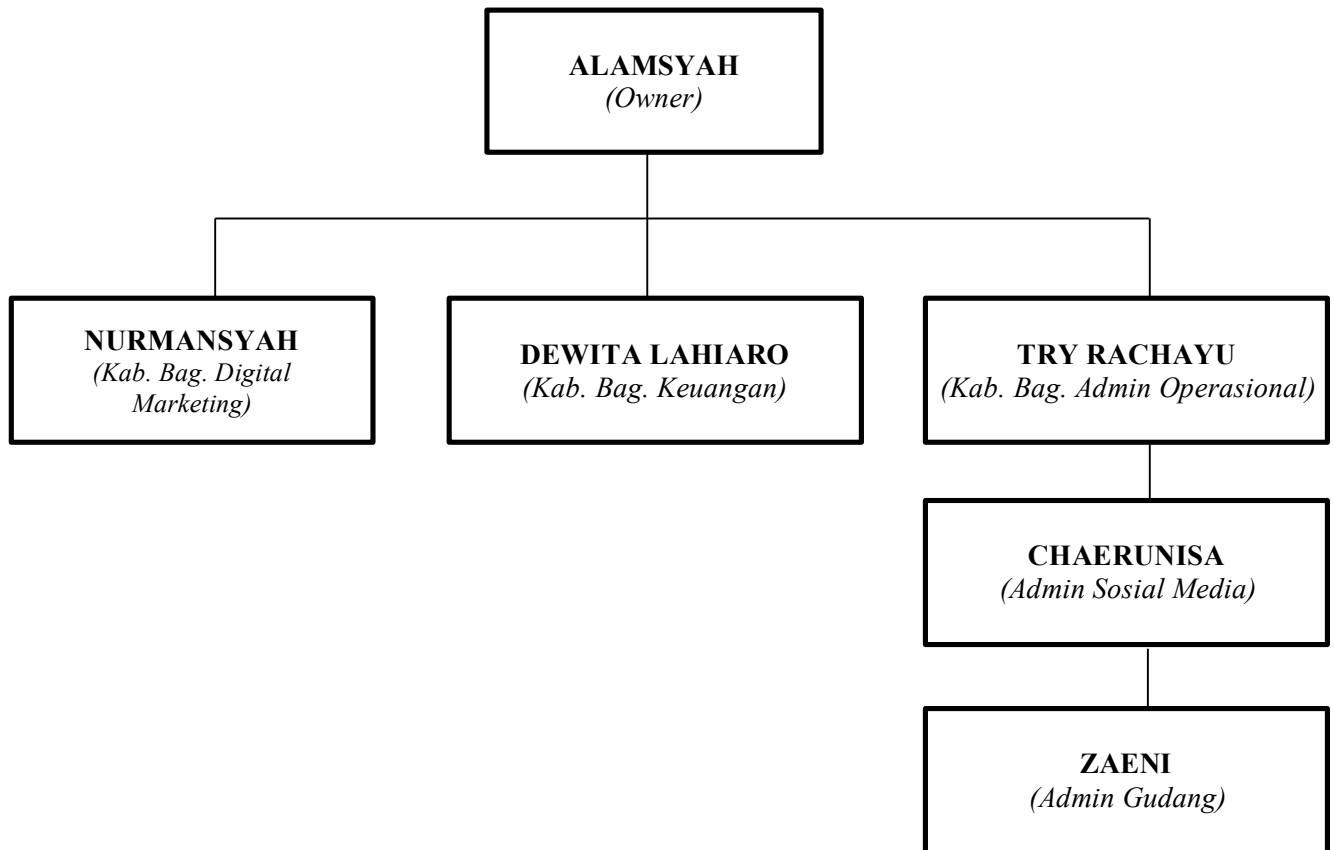 ALAMSYAH
(Owner)
NURMANSYAH
(Kab. Bag. Digital
Marketing)
DEWITA LAHIARO
(Kab. Bag. Keuangan)
TRY RACHAYU
(Kab. Bag. Admin Operasional)
CHAERUNISA
(Admin Sosial Media)
ZAENI
(Admin Gudang)